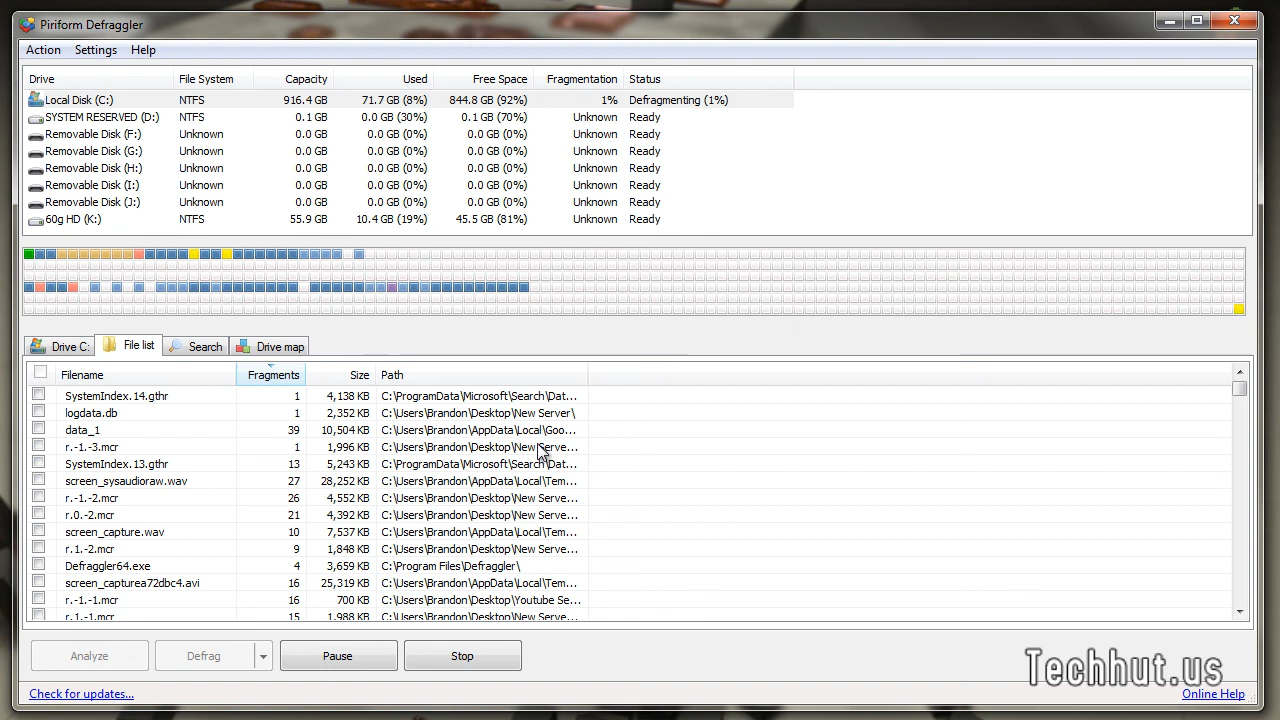 Piriform Defraggler
Action Settings Help
Drive File System Capacity Used Free Space Fragmentation Status
Local Disk (C:) NTFS 916.4 GB 71.7 GB (8%) 844.8 GB (92%) 1% Defragmenting (1%)
SYSTEM RESERVED (D:) NTFS 0.1 GB 0.0 GB (30%) 0.1 GB (70%) Unknown Ready
Removable Disk (F:) Unknown 0.0 GB 0.0 GB (0%) 0.0 GB (0%) Unknown Ready
Removable Disk (G:) Unknown 0.0 GB 0.0 GB (0%) 0.0 GB (0%) Unknown Ready
Removable Disk (H:) Unknown 0.0 GB 0.0 GB (0%) 0.0 GB (0%) Unknown Ready
Removable Disk (I:) Unknown 0.0 GB 0.0 GB (0%) 0.0 GB (0%) Unknown Ready
Removable Disk (J:) Unknown 0.0 GB 0.0 GB (0%) 0.0 GB (0%) Unknown Ready
60g HD (K:) NTFS 55.9 GB 10.4 GB (19%) 45.5 GB (81%) Unknown Ready
Drive C: File list Search Drive map
Filename Fragments Size Path
SystemIndex.14.gthr 1 4,138 KB C:\ProgramData\Microsoft\Search\Dat...
logdata.db 1 2,352 KB C:\Users\Brandon\Desktop\New Server\
data_1 39 10,504 KB C:\Users\Brandon\AppData\Local\Goo...
r.-1.-3.mcr 1 1,996 KB C:\Users\Brandon\Desktop\New Serve...
SystemIndex.13.gthr 13 5,243 KB C:\ProgramData\Microsoft\Search\Dat...
screen_sysaudioraw.wav 27 28,252 KB C:\Users\Brandon\AppData\Local\Tem...
r.-1.-2.mcr 26 4,552 KB C:\Users\Brandon\Desktop\New Serve...
r.0.-2.mcr 21 4,392 KB C:\Users\Brandon\Desktop\New Serve...
screen_capture.wav 10 7,537 KB C:\Users\Brandon\AppData\Local\Tem...
r.1.-2.mcr 9 1,848 KB C:\Users\Brandon\Desktop\New Serve...
Defraggler64.exe 4 3,659 KB C:\Program Files\Defraggler\
screen_capturea72dbc4.avi 16 25,319 KB C:\Users\Brandon\AppData\Local\Tem...
r.-1.-1.mcr 16 700 KB C:\Users\Brandon\Desktop\Youtube Se...
r.1.-1.mcr 15 1,988 KB C:\Users\Brandon\Desktop\New Serve...
Analyze Defrag Pause Stop
Techhut.us
Check for updates... Online Help